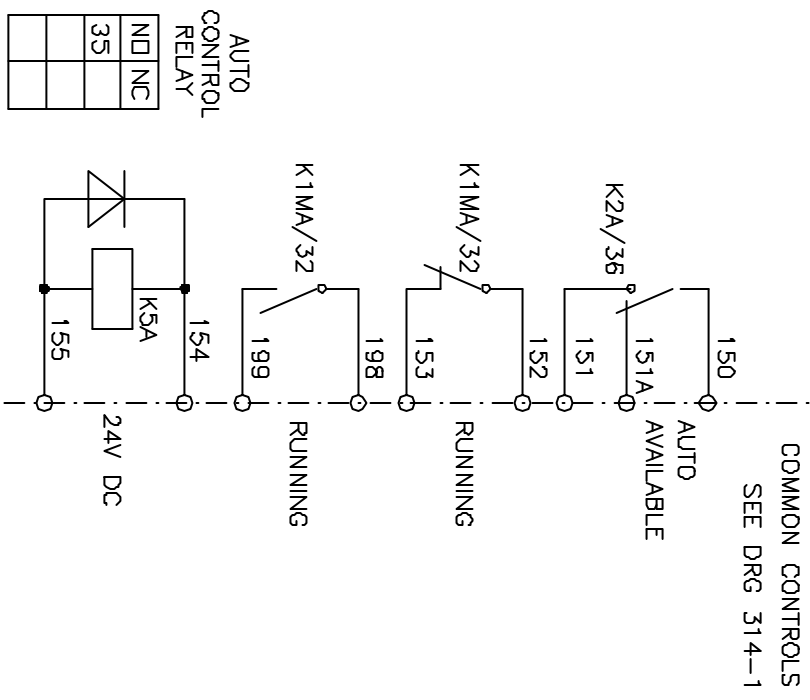 COMMON CONTROLS
SEE DRG 314-1
150
AUTO
AVAILABLE
151A
K2A/36
151
152
K1MA/32
RUNNING
153
198
K1MA/32
RUNNING
199
AUTO
CONTROL
RELAY
154
NO NC
K5A
35
24V DC
155